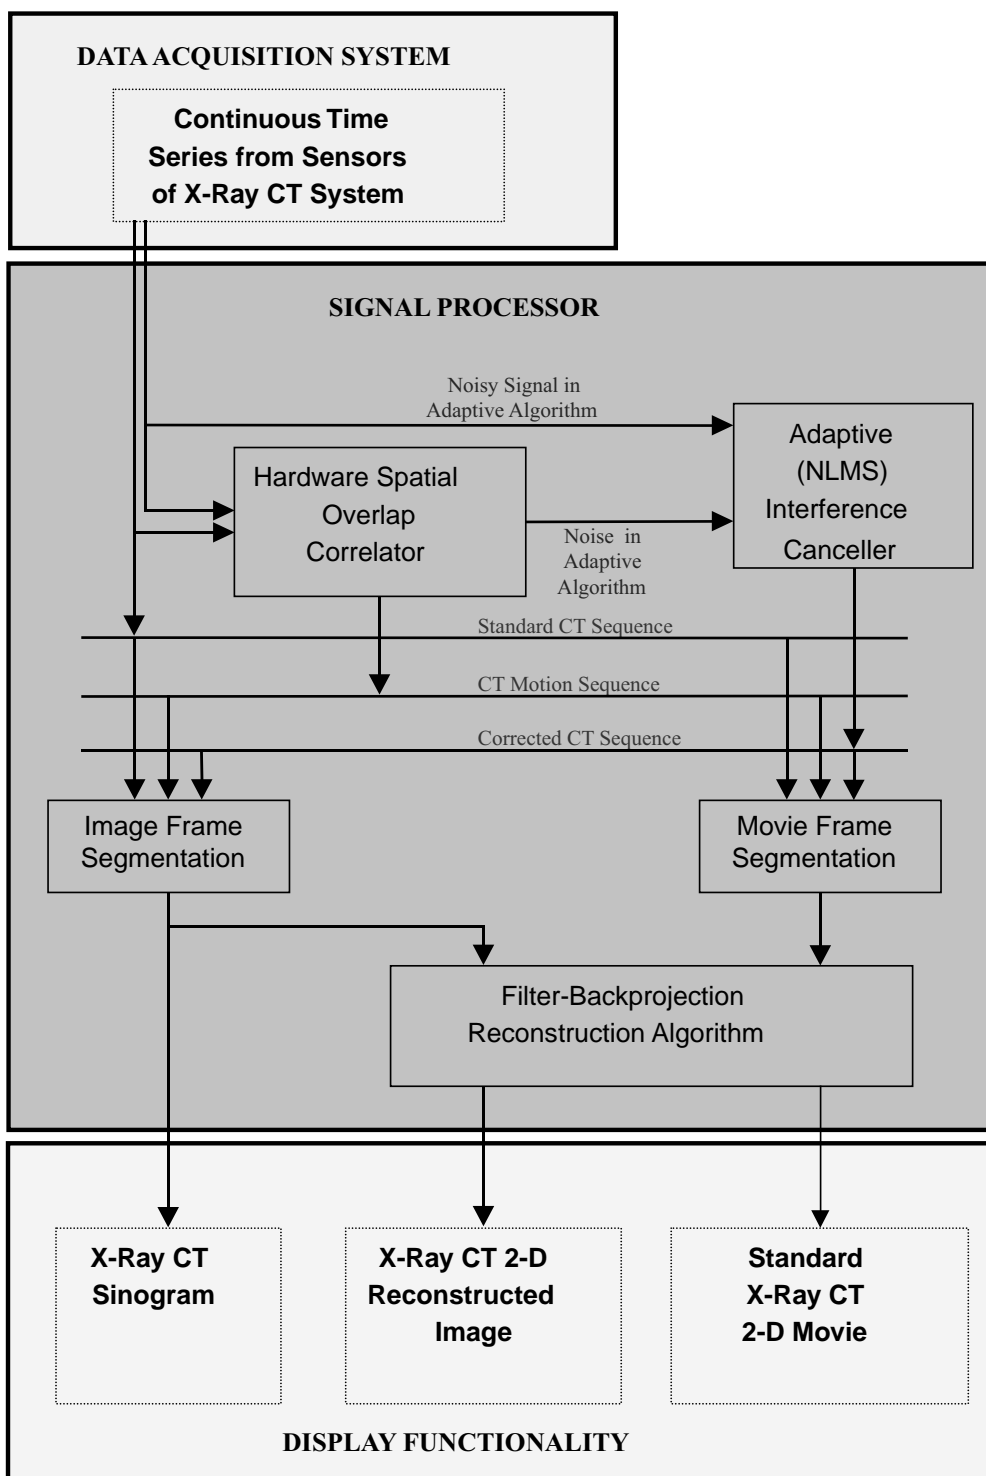 DATA ACQUISITION SYSTEM
Continuous Time
Series from Sensors
of X-Ray CT System
SIGNAL PROCESSOR
Noisy Signal in
Adaptive Algorithm
Adaptive
(NLMS)
Interference
Canceller
Hardware Spatial
Overlap
Correlator
Noise in
Adaptive
Algorithm
Standard CT Sequence
CT Motion Sequence
Corrected CT Sequence
Image Frame
Segmentation
Movie Frame
Segmentation
Filter-Backprojection
Reconstruction Algorithm
X-Ray CT
Sinogram
X-Ray CT 2-D
Reconstructed
Image
Standard
X-Ray CT
2-D Movie
DISPLAY FUNCTIONALITY